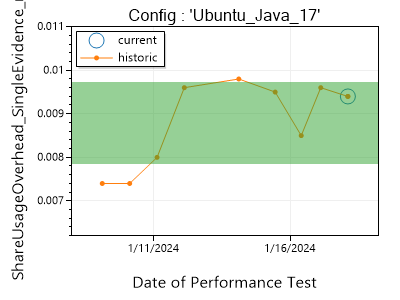 Config : 'Ubuntu_Java_17'
ShareUsageOverhead_SingleEvidence_
0.011
0.01
0.009
0.008
0.007
current
historic
1/11/2024
1/16/2024
Date of Performance Test